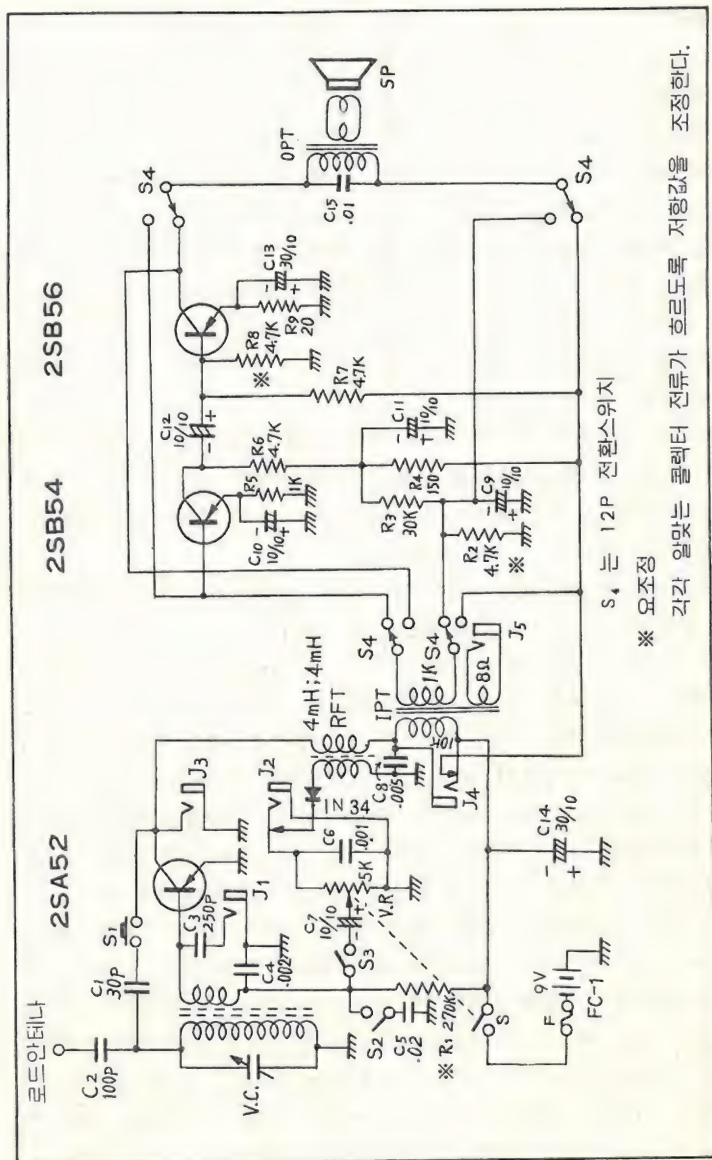 2SA52
2SB54
2SB56
로드안테나
C2
100P
C1
30P
S1
J3
V.C.
C3
250P
J1
C4
.002
S2
C5
.02
※ R1 270K
S3
C7
10/10
- +
5K
V.R
C6
.001
J2
1N 34
4mH;4mH
RFT
C8
.005
IPT
10K
1K
8Ω
J4
J5
S4
S4
S
F
9V
FC-1
C14
30/10
-
+
C10
10/10
- +
R5
1K
R6
4.7K
C12
10/10
- +
R3
30K
R4
150
C11
10/10
- +
R2
4.7K
※
C9
10/10
- +
R7
4.7K
R8
4.7K
※
R9
20
C13
30/10
- +
S4
S4
C15
.01
OPT
SP
S4 는 12P 전환스위치
※ 요조정
각각 알맞는 콜렉터 전류가 흐르도록 저항값을 조정한다.